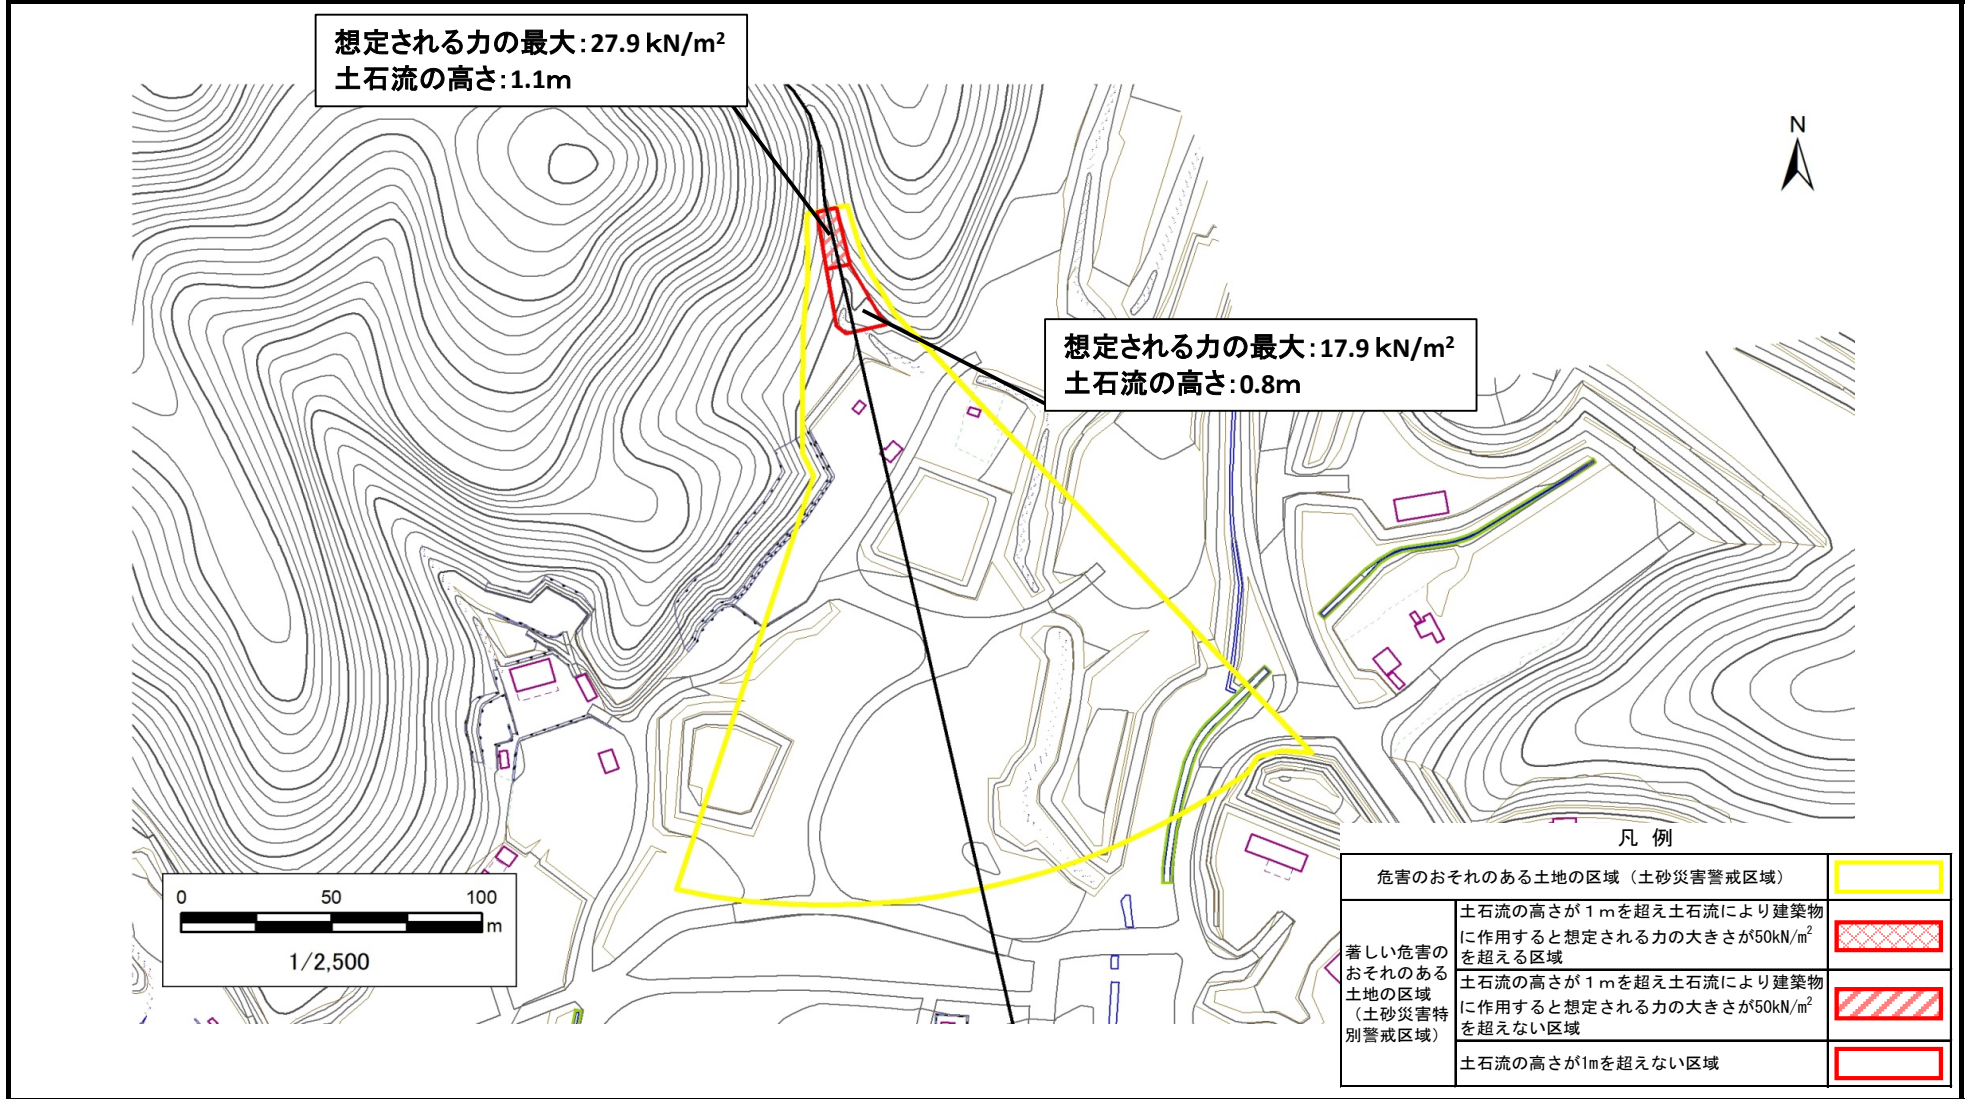 想定される力の最大:27.9 kN/m²
土石流の高さ:1.1m
N
想定される力の最大:17.9 kN/m²
土石流の高さ:0.8m
0 50 100
m
1/2,500
凡 例
危害のおそれのある土地の区域（土砂災害警戒区域）
著しい危害の
おそれのある
土地の区域
（土砂災害特
別警戒区域）
土石流の高さが１ｍを超え土石流により建築物
に作用すると想定される力の大きさが50kN/m²
を超える区域
土石流の高さが１ｍを超え土石流により建築物
に作用すると想定される力の大きさが50kN/m²
を超えない区域
土石流の高さが1mを超えない区域